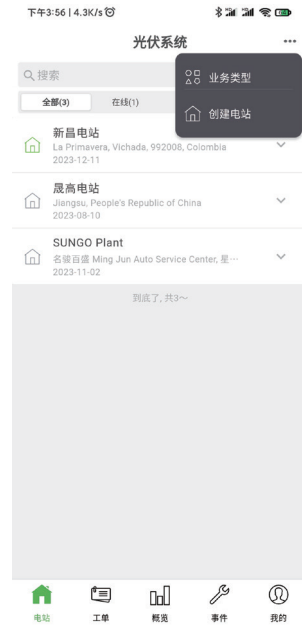 下午3:56 | 4.3K/s
光伏系统
搜索
业务类型
创建电站
全部(3)
在线(1)
新昌电站
La Primavera, Vichada, 992008, Colombia
2023-12-11
晟高电站
Jiangsu, People's Republic of China
2023-08-10
SUNGO Plant
名骏百盛 Ming Jun Auto Service Center, 星…
2023-11-02
到底了, 共3~
电站
工单
概览
事件
我的